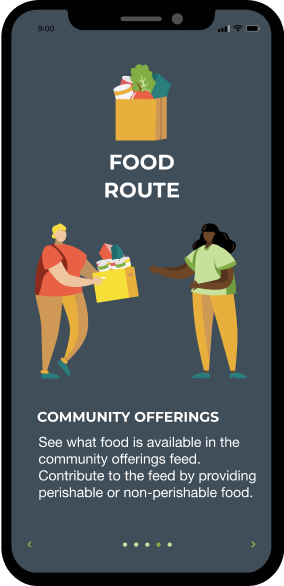 9:00
FOOD
ROUTE
COMMUNITY OFFERINGS
See what food is available in the
community offerings feed.
Contribute to the feed by providing
perishable or non-perishable food.